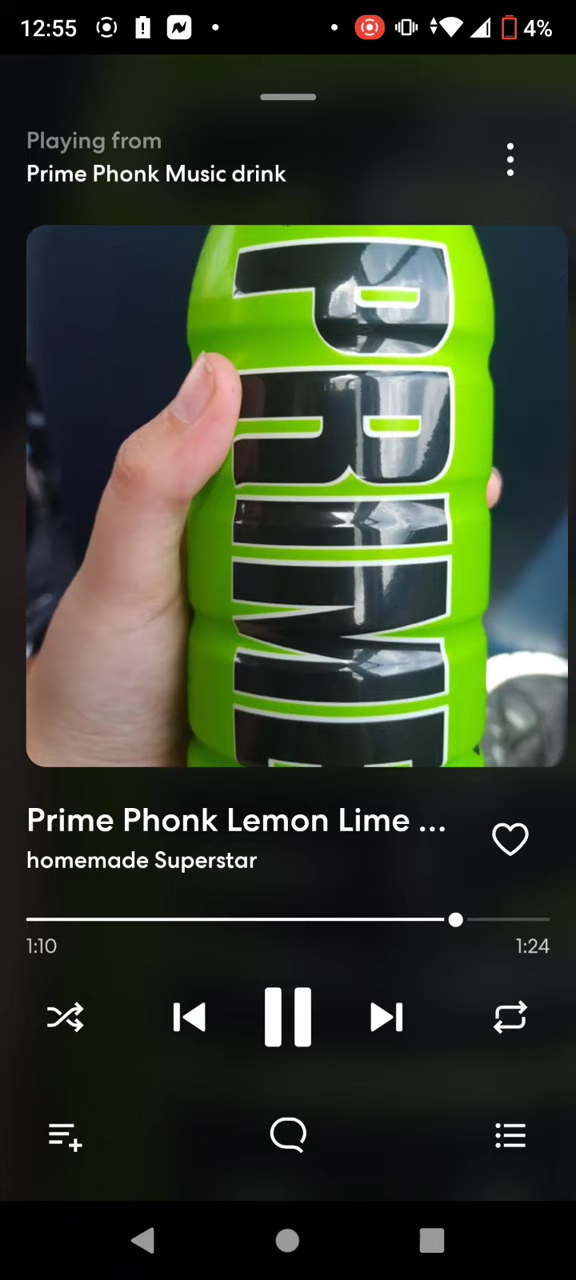 12:55
4%
Playing from
Prime Phonk Music drink
PRIME
Prime Phonk Lemon Lime ...
homemade Superstar
1:10
1:24